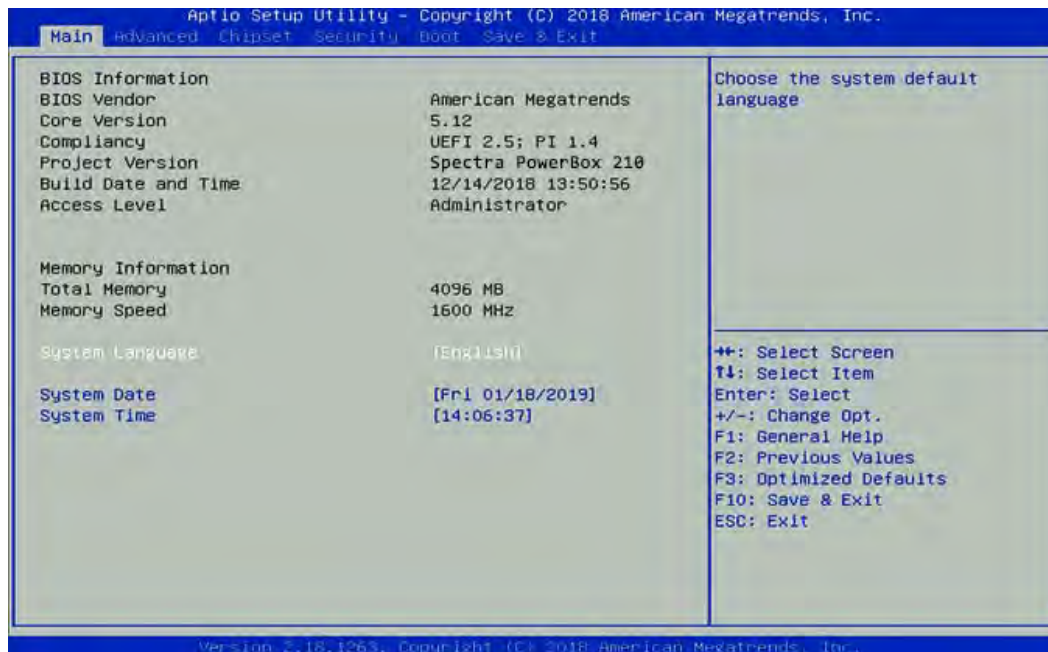 Aptio Setup Utility - Copyright (C) 2018 American Megatrends, Inc.
Main Advanced Chipset Security Boot Save & Exit
BIOS Information
BIOS Vendor American Megatrends
Core Version 5.12
Compliancy UEFI 2.5; PI 1.4
Project Version Spectra PowerBox 210
Build Date and Time 12/14/2018 13:50:56
Access Level Administrator
Memory Information
Total Memory 4096 MB
Memory Speed 1600 MHz
System Language [English]
System Date [Fri 01/18/2019]
System Time [14:06:37]
Choose the system default
language
→←: Select Screen
↑↓: Select Item
Enter: Select
+/-: Change Opt.
F1: General Help
F2: Previous Values
F3: Optimized Defaults
F10: Save & Exit
ESC: Exit
Version 2.18.1263. Copyright (C) 2018 American Megatrends, Inc.